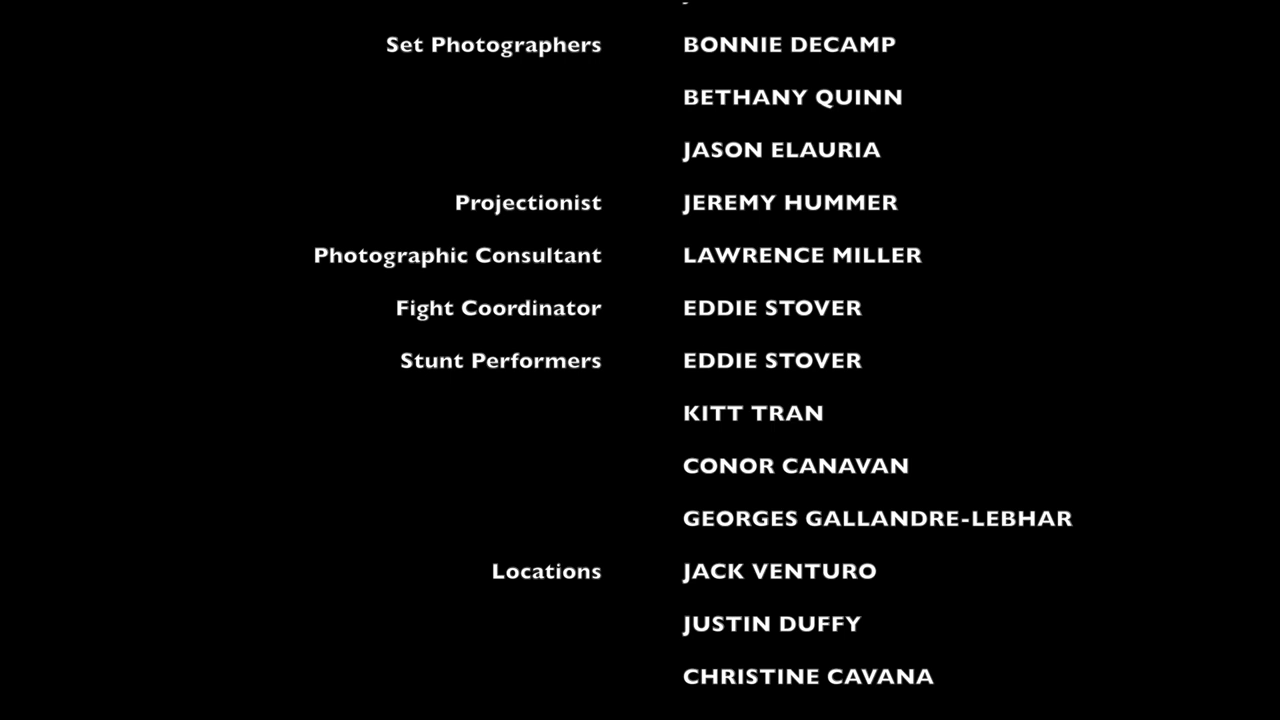 Set Photographers BONNIE DECAMP
BETHANY QUINN
JASON ELAURIA
Projectionist JEREMY HUMMER
Photographic Consultant LAWRENCE MILLER
Fight Coordinator EDDIE STOVER
Stunt Performers EDDIE STOVER
KITT TRAN
CONOR CANAVAN
GEORGES GALLANDRE-LEBHAR
Locations JACK VENTURO
JUSTIN DUFFY
CHRISTINE CAVANA